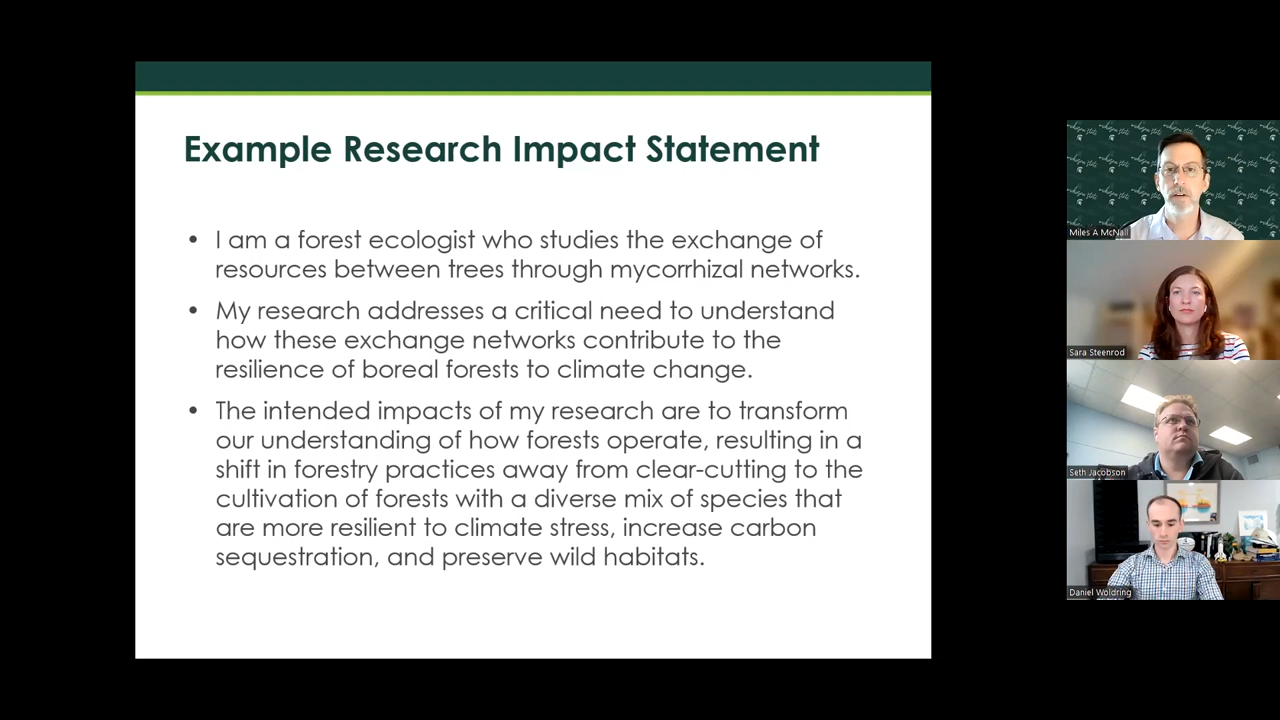 Example Research Impact Statement
• I am a forest ecologist who studies the exchange of
resources between trees through mycorrhizal networks.
• My research addresses a critical need to understand
how these exchange networks contribute to the
resilience of boreal forests to climate change.
• The intended impacts of my research are to transform
our understanding of how forests operate, resulting in a
shift in forestry practices away from clear-cutting to the
cultivation of forests with a diverse mix of species that
are more resilient to climate stress, increase carbon
sequestration, and preserve wild habitats.
Miles A McNall
Sara Steenrod
Seth Jacobson
Daniel Woldring